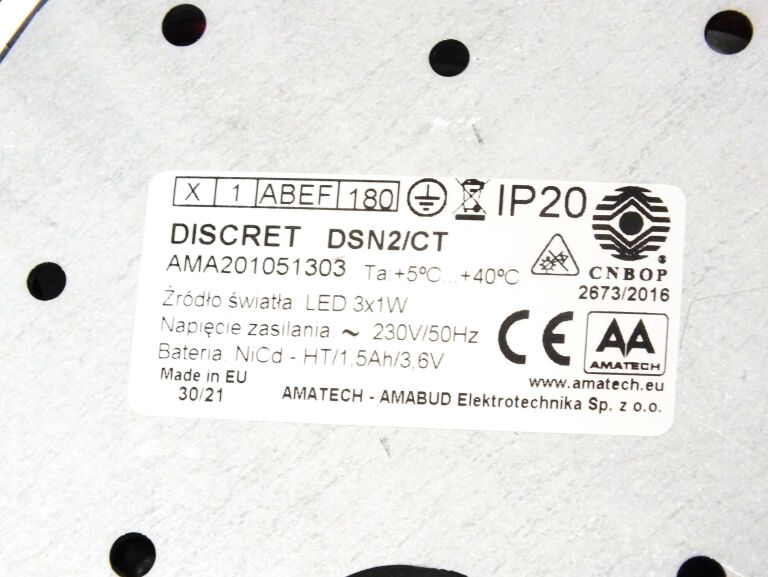 X 1 ABEF 180 IP20
DISCRET DSN2/CT
AMA201051303 Ta:+5ºC...+40ºC
CNBOP
2673/2016
Źródło światła: LED 3x1W
Napięcie zasilania: ~ 230V/50Hz
Bateria: NiCd - HT/1,5Ah/3,6V
CE AA
AMATECH
Made in EU
www.amatech.eu
30/21
AMATECH - AMABUD Elektrotechnika Sp. z o.o.